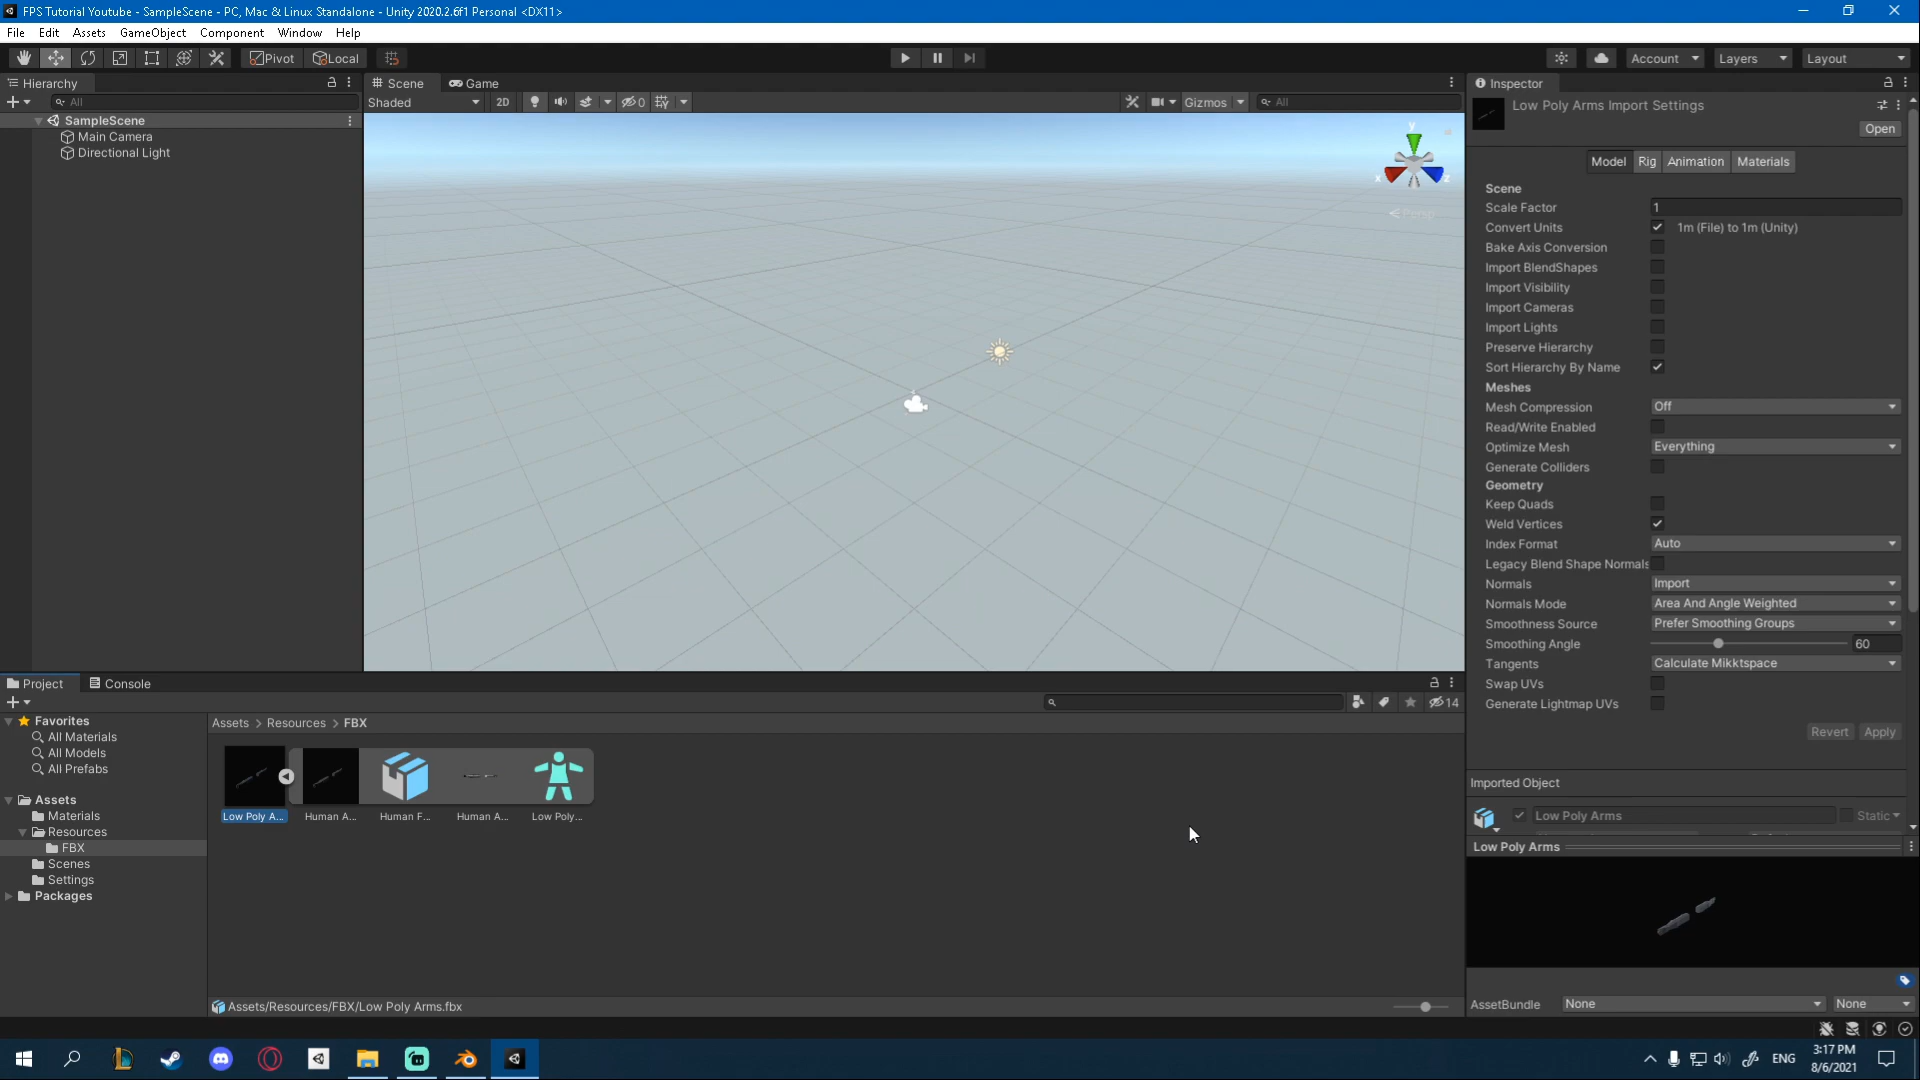 FPS Tutorial Youtube - SampleScene - PC, Mac & Linux Standalone - Unity 2020.2.6f1 Personal <DX11>
File Edit Assets GameObject Component Window Help
Pivot Local Account Layers Layout
Hierarchy
All
SampleScene
Main Camera
Directional Light
Scene Game
Shaded 2D 0 Gizmos All
y
x z
Persp
Inspector
Low Poly Arms Import Settings
Open
Model Rig Animation Materials
Scene
Scale Factor 1
Convert Units 1m (File) to 1m (Unity)
Bake Axis Conversion
Import BlendShapes
Import Visibility
Import Cameras
Import Lights
Preserve Hierarchy
Sort Hierarchy By Name
Meshes
Mesh Compression Off
Read/Write Enabled
Optimize Mesh Everything
Generate Colliders
Geometry
Keep Quads
Weld Vertices
Index Format Auto
Legacy Blend Shape Normals
Normals Import
Normals Mode Area And Angle Weighted
Smoothness Source Prefer Smoothing Groups
Smoothing Angle 60
Tangents Calculate Mikktspace
Swap UVs
Generate Lightmap UVs
Revert Apply
Imported Object
Low Poly Arms Static
Low Poly Arms
AssetBundle None None
Project Console
14
Favorites
All Materials
All Models
All Prefabs
Assets
Materials
Resources
FBX
Scenes
Settings
Packages
Assets > Resources > FBX
Low Poly A... Human A... Human F... Human A... Low Poly...
Assets/Resources/FBX/Low Poly Arms.fbx
ENG
3:17 PM
8/6/2021